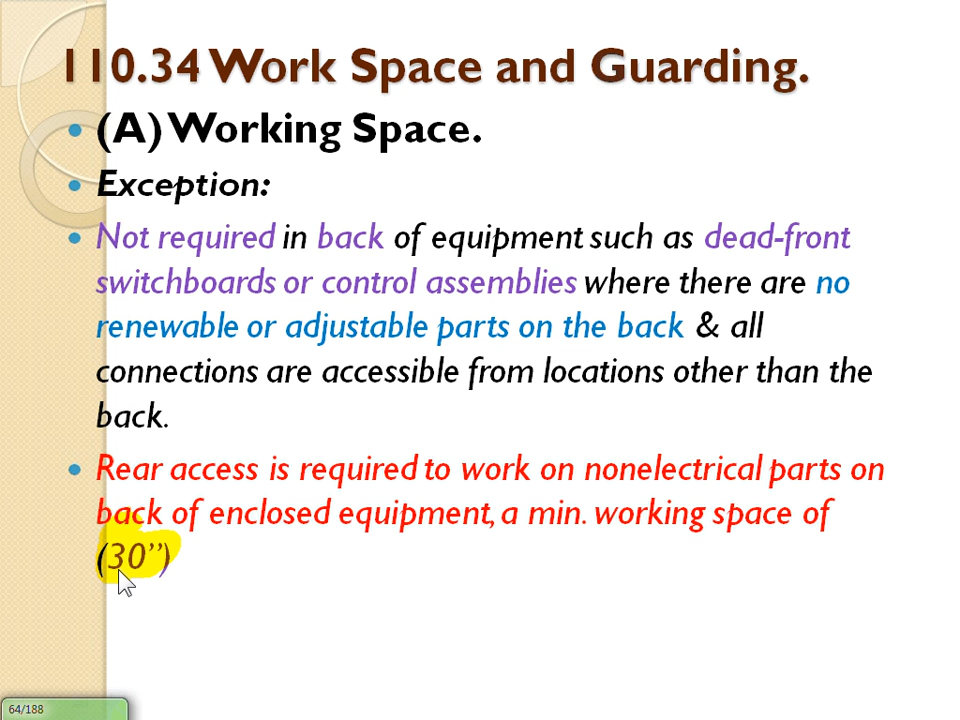 110.34 Work Space and Guarding.
(A) Working Space.
Exception:
Not required in back of equipment such as dead-front
switchboards or control assemblies where there are no
renewable or adjustable parts on the back & all
connections are accessible from locations other than the
back.
Rear access is required to work on nonelectrical parts on
back of enclosed equipment, a min. working space of
(30”)
64/188